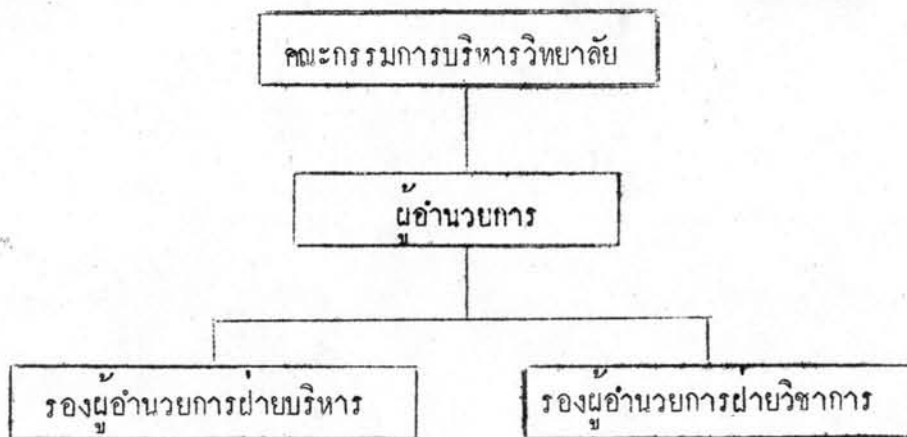 คณะกรรมการบริหารวิทยาลัย
ผู้อำนวยการ
รองผู้อำนวยการฝ่ายบริหาร
รองผู้อำนวยการฝ่ายวิชาการ